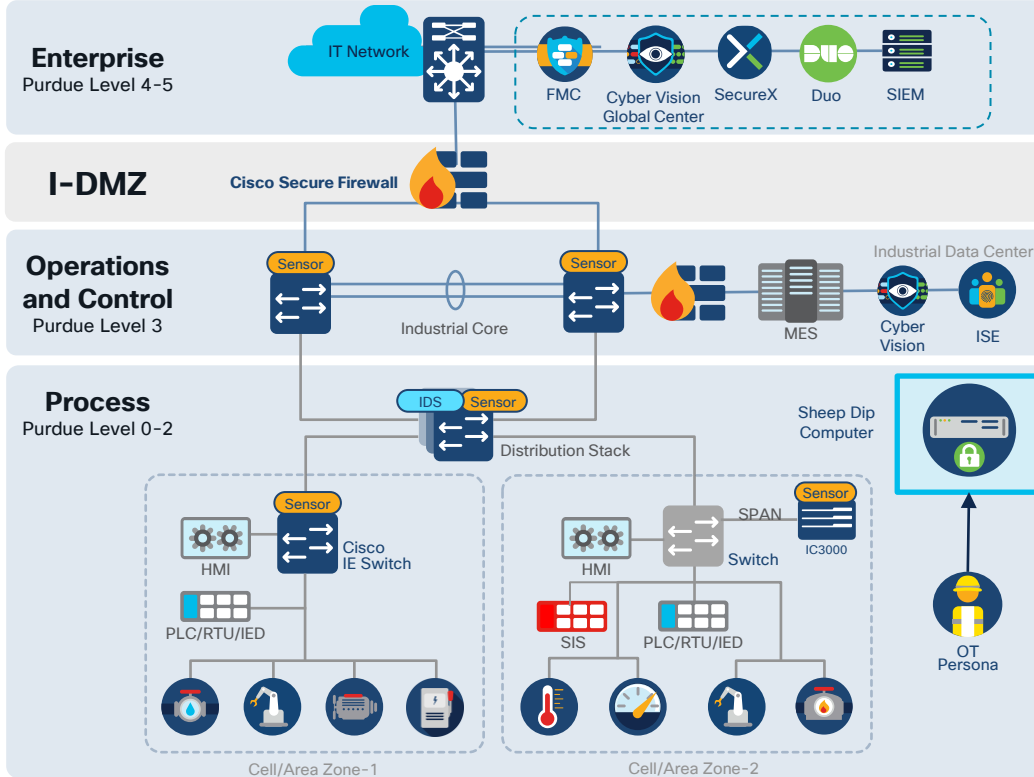 Enterprise
Purdue Level 4-5
IT Network
FMC
Cyber Vision
Global Center
SecureX
DUO
Duo
SIEM
I-DMZ
Cisco Secure Firewall
Operations
and Control
Purdue Level 3
Sensor
Sensor
Industrial Core
Industrial Data Center
MES
Cyber
Vision
ISE
Process
Purdue Level 0-2
IDS
Sensor
Distribution Stack
Sheep Dip
Computer
Sensor
HMI
Cisco
IE Switch
PLC/RTU/IED
Cell/Area Zone-1
Sensor
SPAN
IC3000
HMI
Switch
SIS
PLC/RTU/IED
Cell/Area Zone-2
OT
Persona